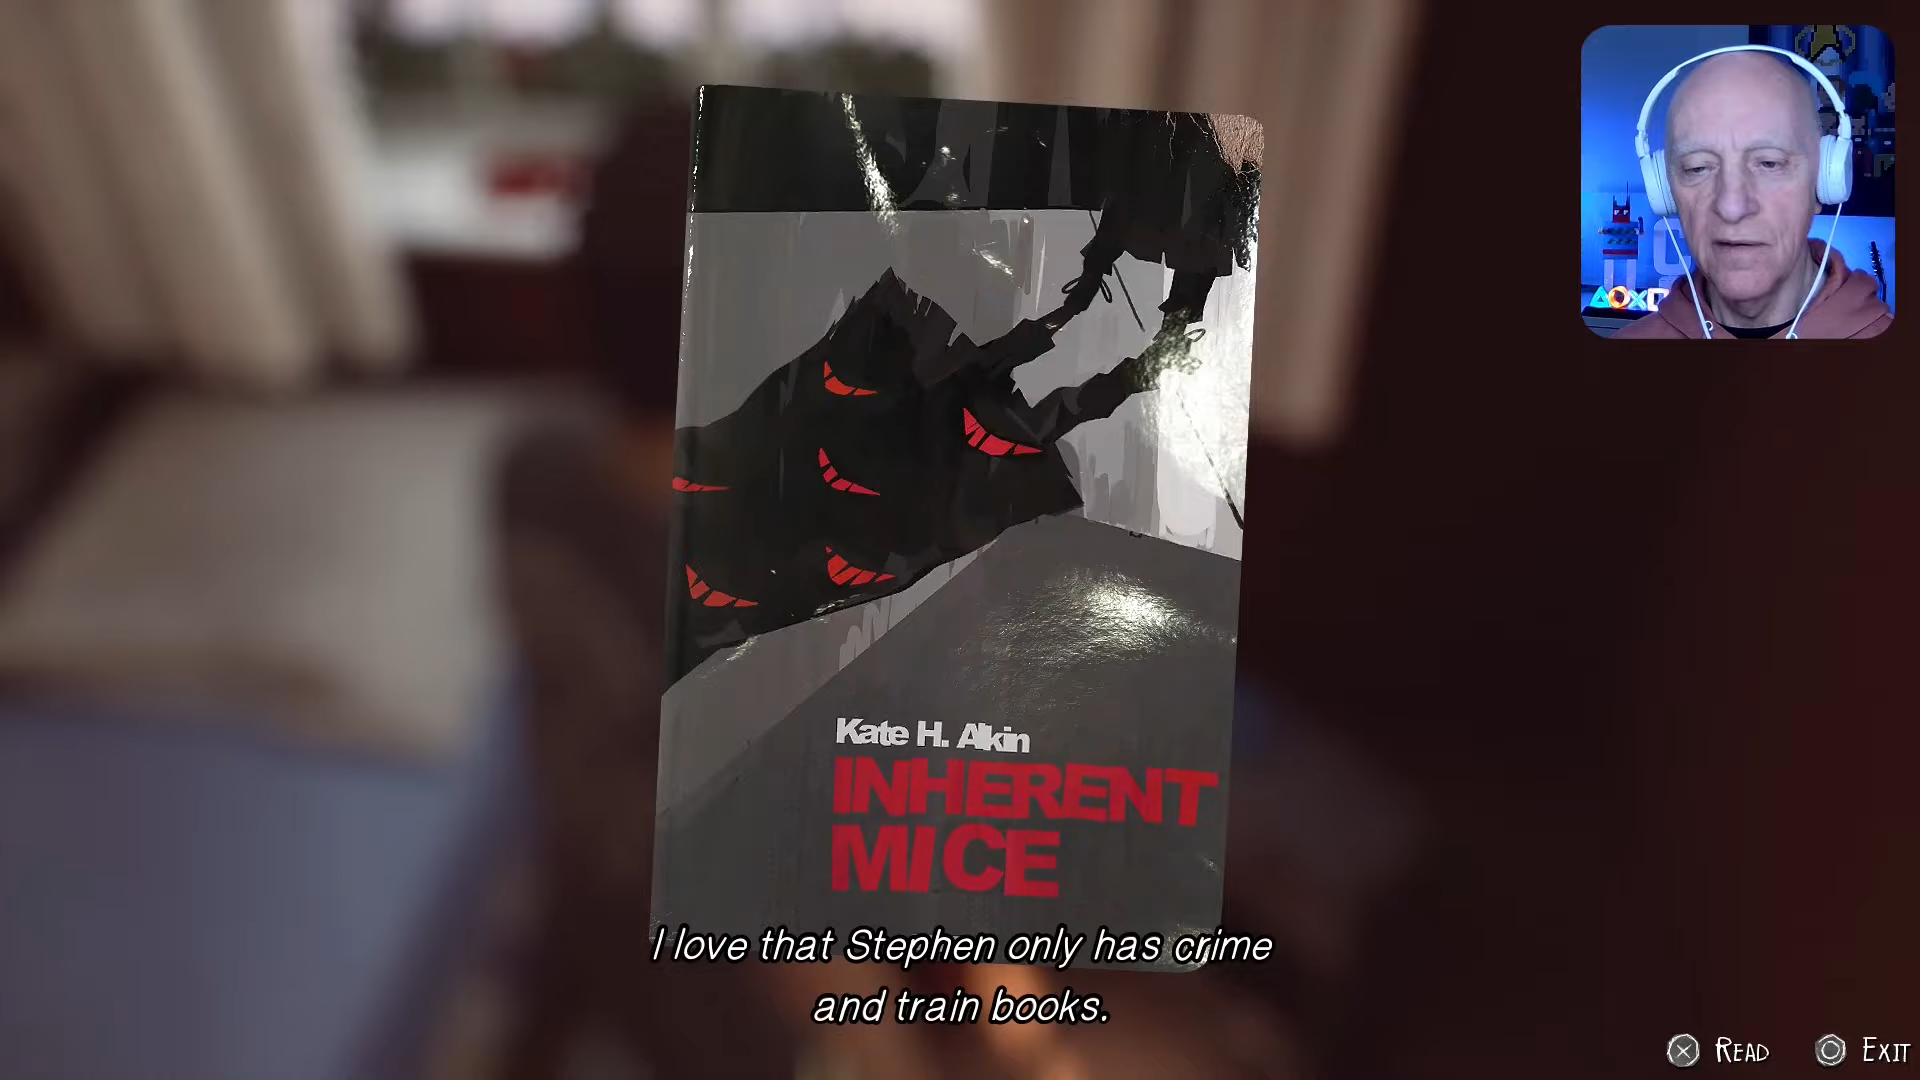 Kate H. Alkin
INHERENT
MICE
I love that Stephen only has crime
and train books.
READ
EXIT